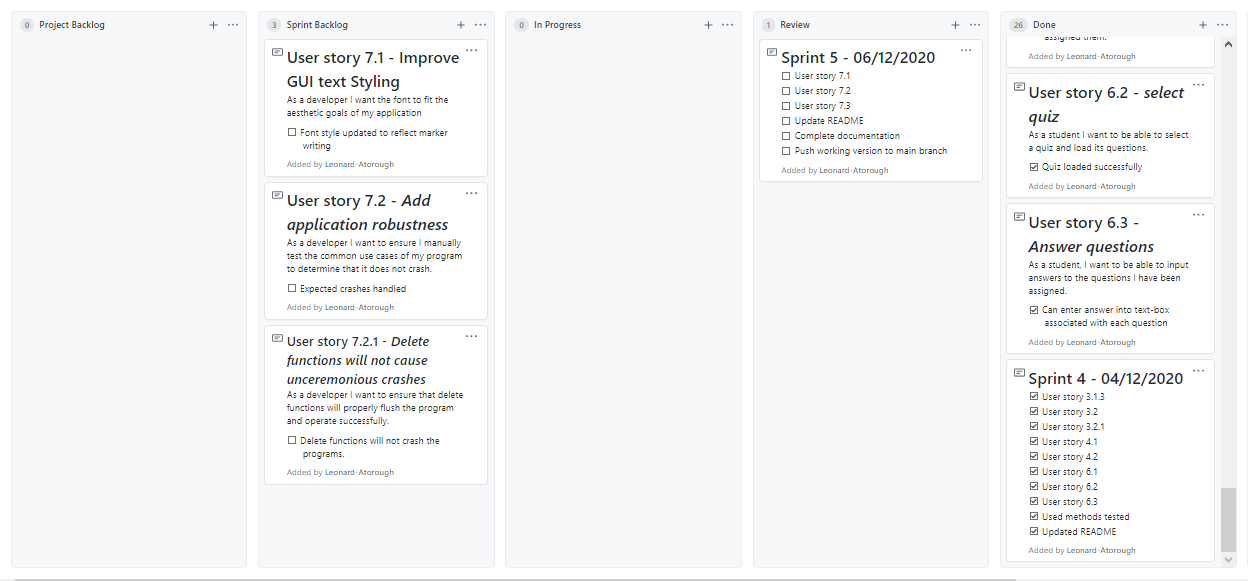 0 Project Backlog
3 Sprint Backlog
User story 7.1 - Improve
GUI text Styling
As a developer I want the font to fit the
aesthetic goals of my application
Font style updated to reflect marker
writing
Added by Leonard-Atorough
User story 7.2 - Add
application robustness
As a developer I want to ensure I manually
test the common use cases of my program
to determine that it does not crash.
Expected crashes handled
Added by Leonard-Atorough
User story 7.2.1 - Delete
functions will not cause
unceremonious crashes
As a developer I want to ensure that delete
functions will properly flush the program
and operate successfully.
Delete functions will not crash the
programs.
Added by Leonard-Atorough
0 In Progress
1 Review
Sprint 5 - 06/12/2020
User story 7.1
User story 7.2
User story 7.3
Update README
Complete documentation
Push working version to main branch
Added by Leonard-Atorough
26 Done
assigned them.
Added by Leonard-Atorough
User story 6.2 - select
quiz
As a student I want to be able to select
a quiz and load its questions.
Quiz loaded successfully
Added by Leonard-Atorough
User story 6.3 -
Answer questions
As a student, I want to be able to input
answers to the questions I have been
assigned.
Can enter answer into text-box
associated with each question
Added by Leonard-Atorough
Sprint 4 - 04/12/2020
User story 3.1.3
User story 3.2
User story 3.2.1
User story 4.1
User story 4.2
User story 6.1
User story 6.2
User story 6.3
Used methods tested
Updated README
Added by Leonard-Atorough